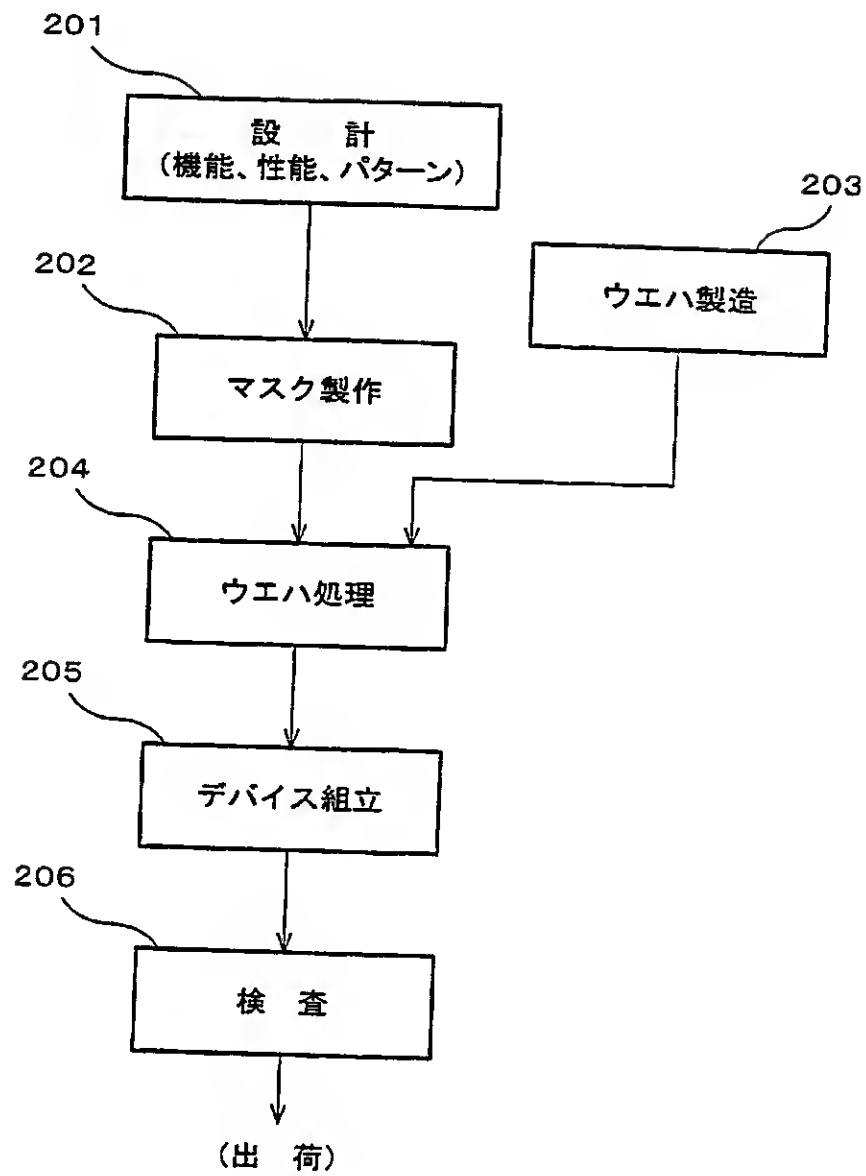 201
設 計
(機能、性能、パターン)
203
ウエハ製造
202
マスク製作
204
ウエハ処理
205
デバイス組立
206
検 査
(出 荷)